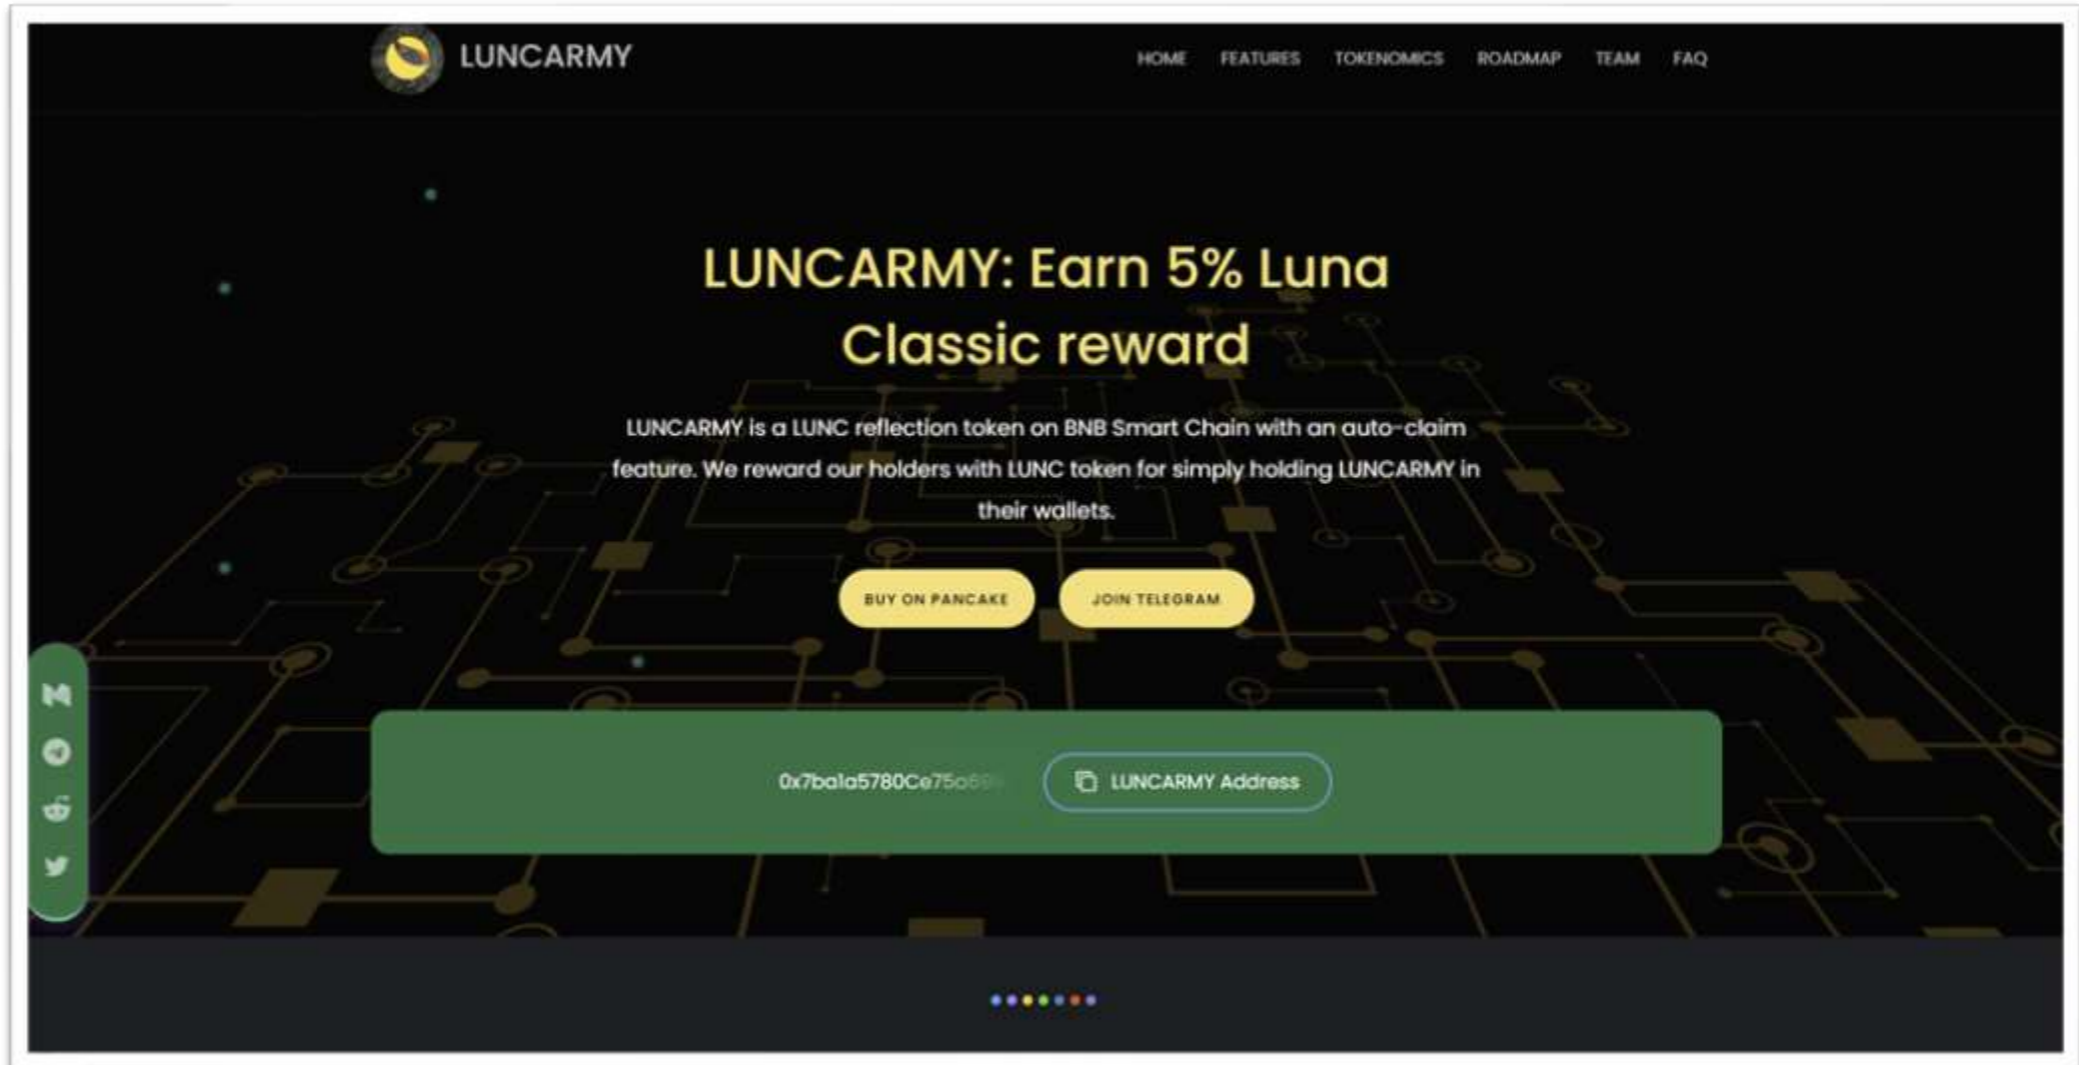 LUNCARMY
HOME FEATURES TOKENOMICS ROADMAP TEAM FAQ
LUNCARMY: Earn 5% Luna
Classic reward
LUNCARMY is a LUNC reflection token on BNB Smart Chain with an auto-claim
feature. We reward our holders with LUNC token for simply holding LUNCARMY in
their wallets.
BUY ON PANCAKE JOIN TELEGRAM
LUNCARMY Address